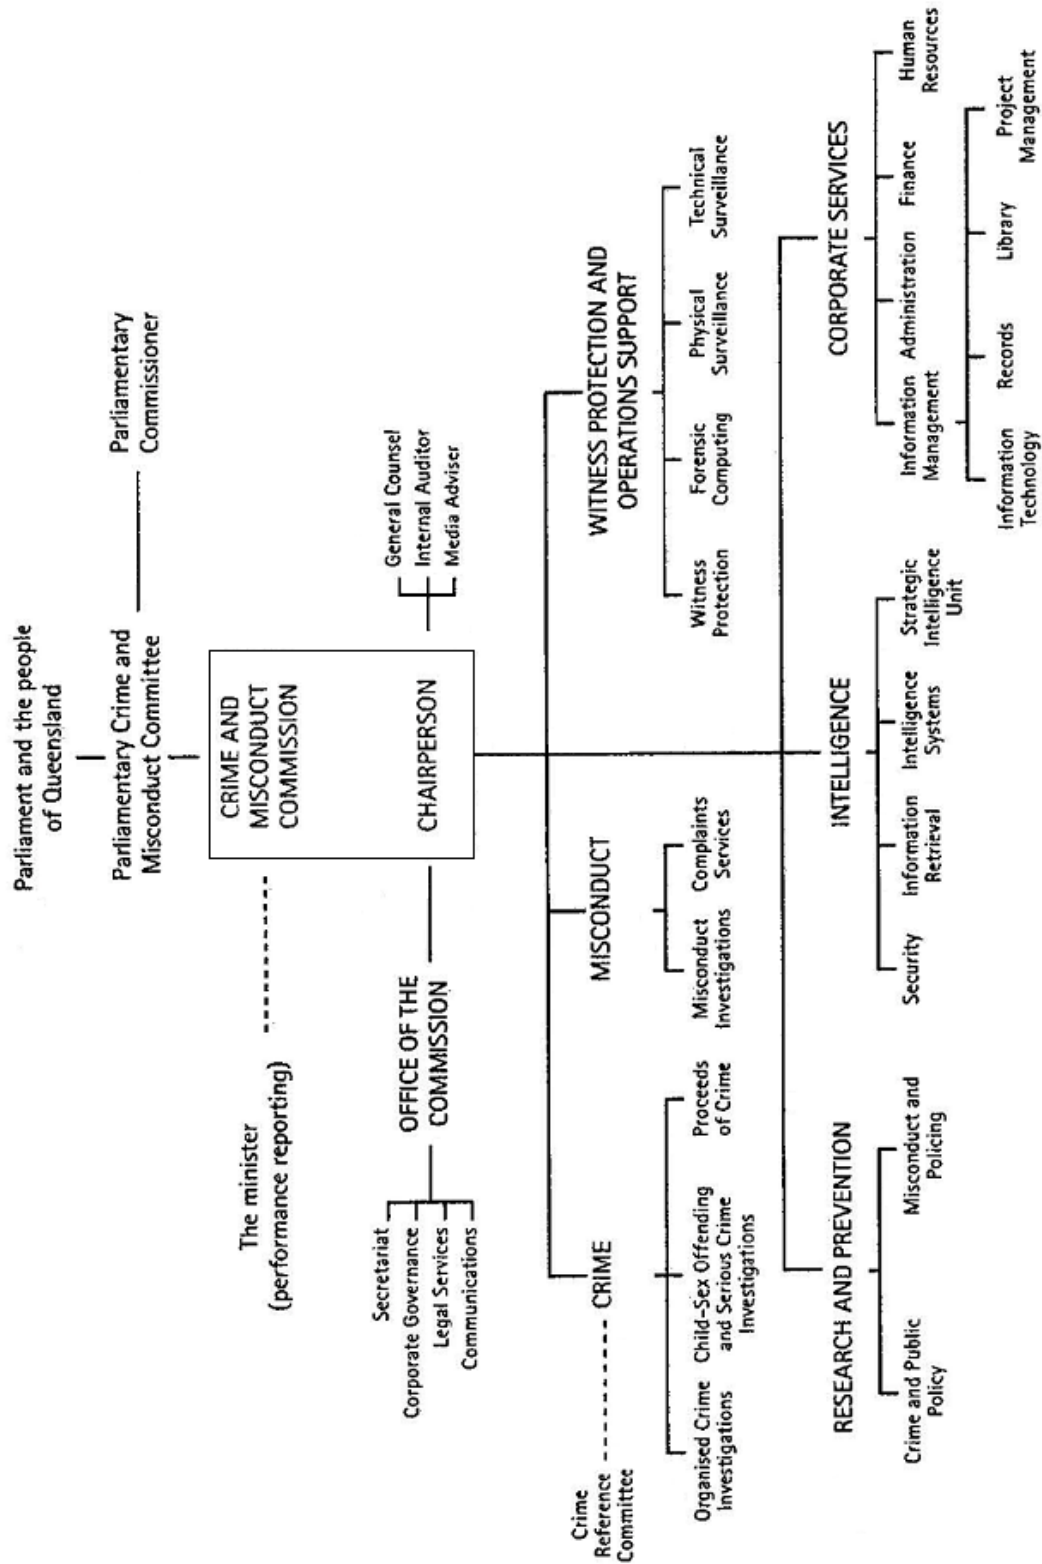 Parliament and the people
of Queensland
Parliamentary Crime and
Misconduct Committee
Parliamentary
Commissioner
The minister
(performance reporting)
CRIME AND
MISCONDUCT
COMMISSION
CHAIRPERSON
Secretariat
Corporate Governance
Legal Services
Communications
OFFICE OF THE
COMMISSION
General Counsel
Internal Auditor
Media Adviser
Crime
Reference
Committee
CRIME
MISCONDUCT
WITNESS PROTECTION AND
OPERATIONS SUPPORT
Organised Crime
Investigations
Child-Sex Offending
and Serious Crime
Investigations
Proceeds
of Crime
Misconduct
Investigations
Complaints
Services
Witness
Protection
Forensic
Computing
Physical
Surveillance
Technical
Surveillance
RESEARCH AND PREVENTION
INTELLIGENCE
CORPORATE SERVICES
Crime and Public
Policy
Misconduct and
Policing
Security
Information
Retrieval
Intelligence
Systems
Strategic
Intelligence
Unit
Information
Management
Administration
Finance
Human
Resources
Information
Technology
Records
Library
Project
Management